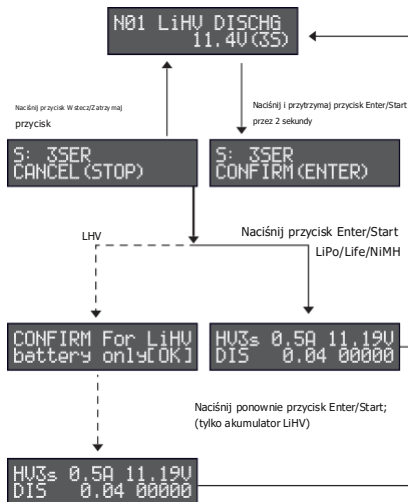 N01 LiHV DISCHG
11.4V(3S)
Naciśnij przycisk Wstecz/Zatrzymaj
przycisk
Naciśnij i przytrzymaj przycisk Enter/Start
przez 2 sekundy
S: 3SER
CANCEL(STOP)
S: 3SER
CONFIRM(ENTER)
LHV
Naciśnij przycisk Enter/Start
LiPo/Life/NiMH
CONFIRM For LiHV
battery only[OK]
HV3s 0.5A 11.19V
DIS 0.04 00000
Naciśnij ponownie przycisk Enter/Start;
(tylko akumulator LiHV)
HV3s 0.5A 11.19V
DIS 0.04 00000